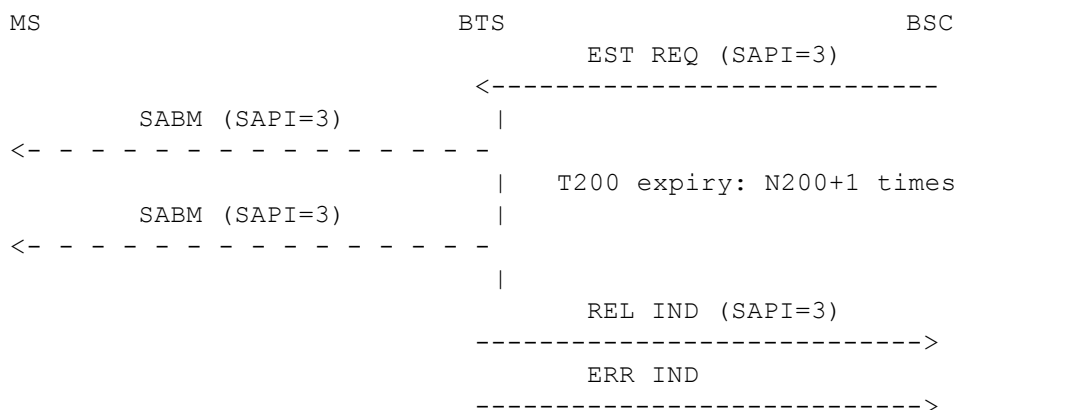 MS BTS BSC
EST REQ (SAPI=3)
<----------------------------
SABM (SAPI=3) |
<- - - - - - - - - - - - - - -
| T200 expiry: N200+1 times
SABM (SAPI=3) |
<- - - - - - - - - - - - - - -
|
REL IND (SAPI=3)
---------------------------->
ERR IND
---------------------------->